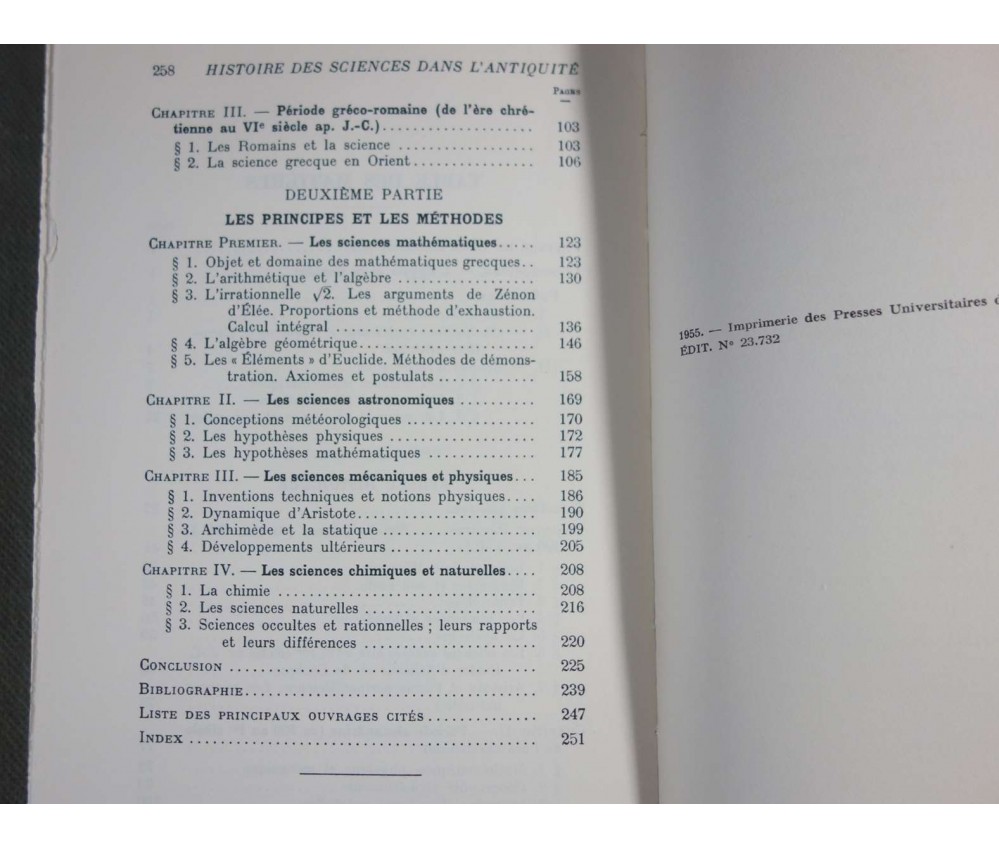 258 HISTOIRE DES SCIENCES DANS L'ANTIQUITÉ
PAGES
CHAPITRE III. — Période gréco-romaine (de l'ère chré-
tienne au VIe siècle ap. J.-C.).................... 103
§ 1. Les Romains et la science .................. 103
§ 2. La science grecque en Orient................ 106
DEUXIÈME PARTIE
LES PRINCIPES ET LES MÉTHODES
CHAPITRE PREMIER. — Les sciences mathématiques..... 123
§ 1. Objet et domaine des mathématiques grecques.. 123
§ 2. L'arithmétique et l'algèbre ................... 130
§ 3. L'irrationnelle √2. Les arguments de Zénon
d'Élée. Proportions et méthode d'exhaustion.
Calcul intégral .......................... 136
§ 4. L'algèbre géométrique....................... 146
§ 5. Les « Éléments » d'Euclide. Méthodes de démons-
tration. Axiomes et postulats ............. 158
CHAPITRE II. — Les sciences astronomiques .......... 169
§ 1. Conceptions météorologiques ................. 170
§ 2. Les hypothèses physiques ................... 172
§ 3. Les hypothèses mathématiques .............. 177
CHAPITRE III. — Les sciences mécaniques et physiques... 185
§ 1. Inventions techniques et notions physiques.... 186
§ 2. Dynamique d'Aristote....................... 190
§ 3. Archimède et la statique .................... 199
§ 4. Développements ultérieurs ................... 205
CHAPITRE IV. — Les sciences chimiques et naturelles.... 208
§ 1. La chimie ................................. 208
§ 2. Les sciences naturelles ...................... 216
§ 3. Sciences occultes et rationnelles ; leurs rapports
et leurs différences ...................... 220
CONCLUSION ....................................... 225
BIBLIOGRAPHIE..................................... 239
LISTE DES PRINCIPAUX OUVRAGES CITÉS.............. 247
INDEX ............................................ 251
1955. — Imprimerie des Presses Universitaires
ÉDIT. N° 23.732